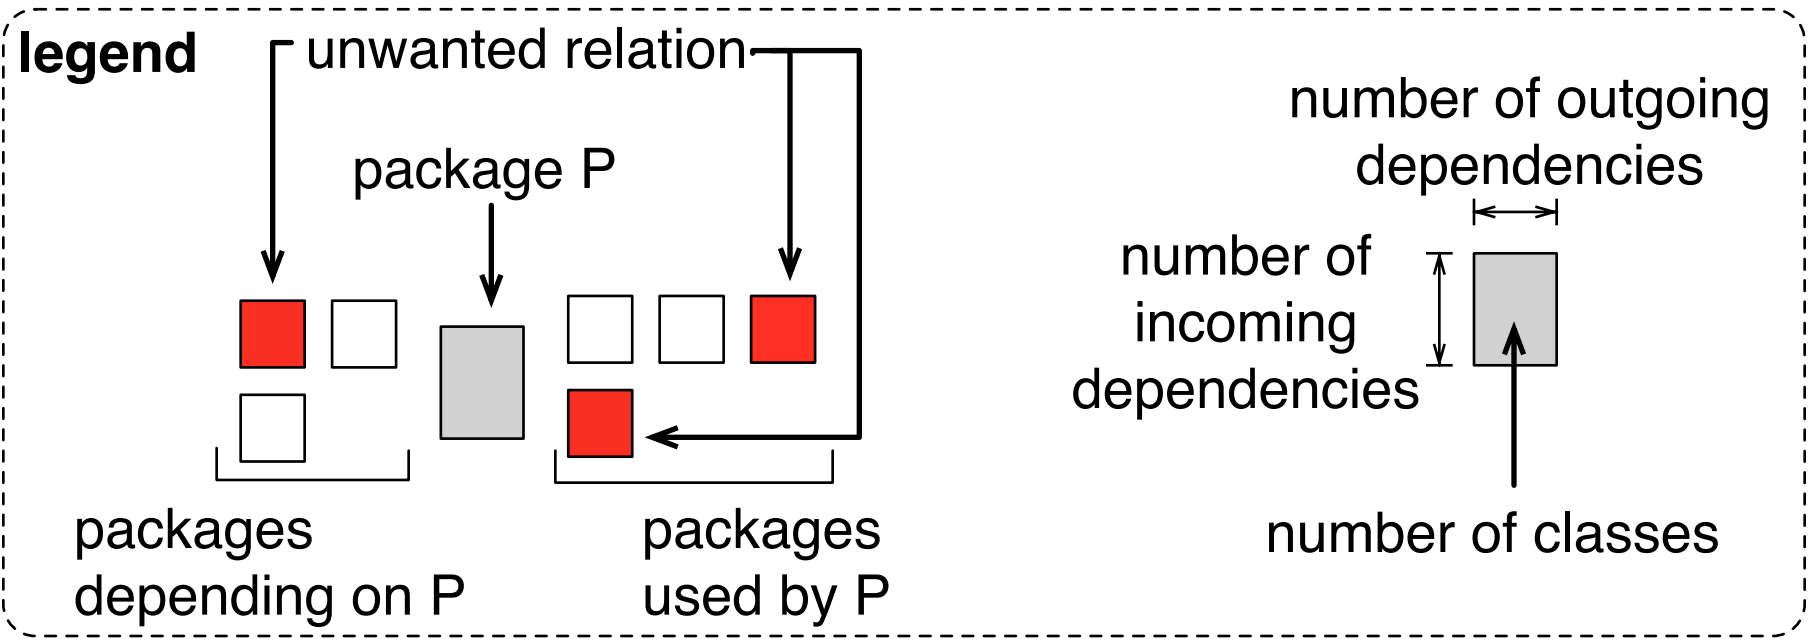 legend
unwanted relation
package P
packages
depending on P
packages
used by P
number of outgoing
dependencies
number of
incoming
dependencies
number of classes